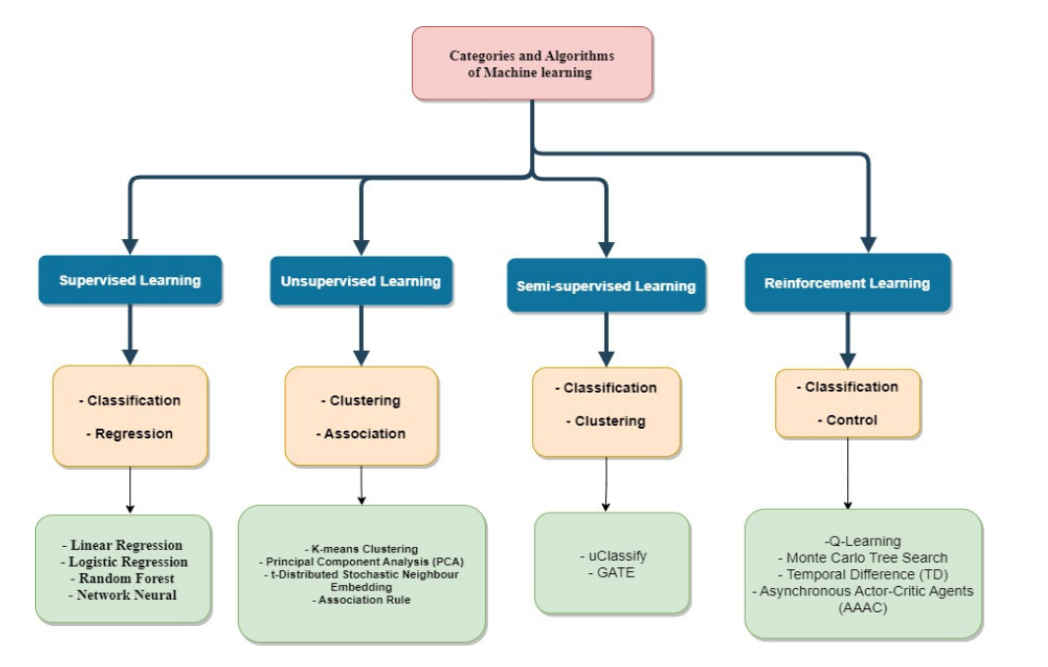 Categories and Algorithms
of Machine learning
Supervised Learning
Unsupervised Learning
Semi-supervised Learning
Reinforcement Learning
- Classification
- Regression
- Clustering
- Association
- Classification
- Clustering
- Classification
- Control
- Linear Regression
- Logistic Regression
- Random Forest
- Network Neural
- K-means Clustering
- Principal Component Analysis (PCA)
- t-Distributed Stochastic Neighbour
Embedding
- Association Rule
- uClassify
- GATE
-Q-Learning
- Monte Carlo Tree Search
- Temporal Difference (TD)
- Asynchronous Actor-Critic Agents
(AAAC)